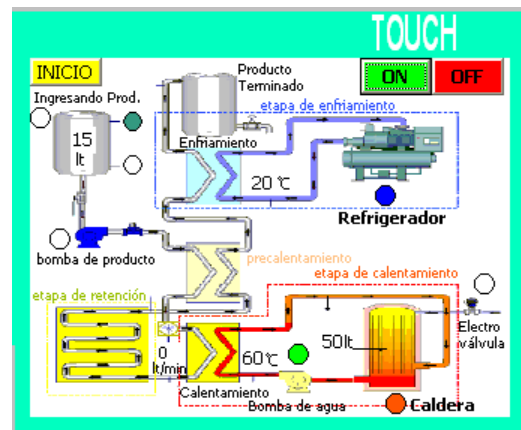 TOUCH
INICIO
ON
OFF
Producto
Terminado
Ingresando Prod.
etapa de enfriamiento
15
lt
Enfriamiento
20 ℃
Refrigerador
bomba de producto
precalentamiento
etapa de calentamiento
etapa de retención
0
lt/min
60℃
50lt
Electro
válvula
Calentamiento
Bomba de agua
Caldera